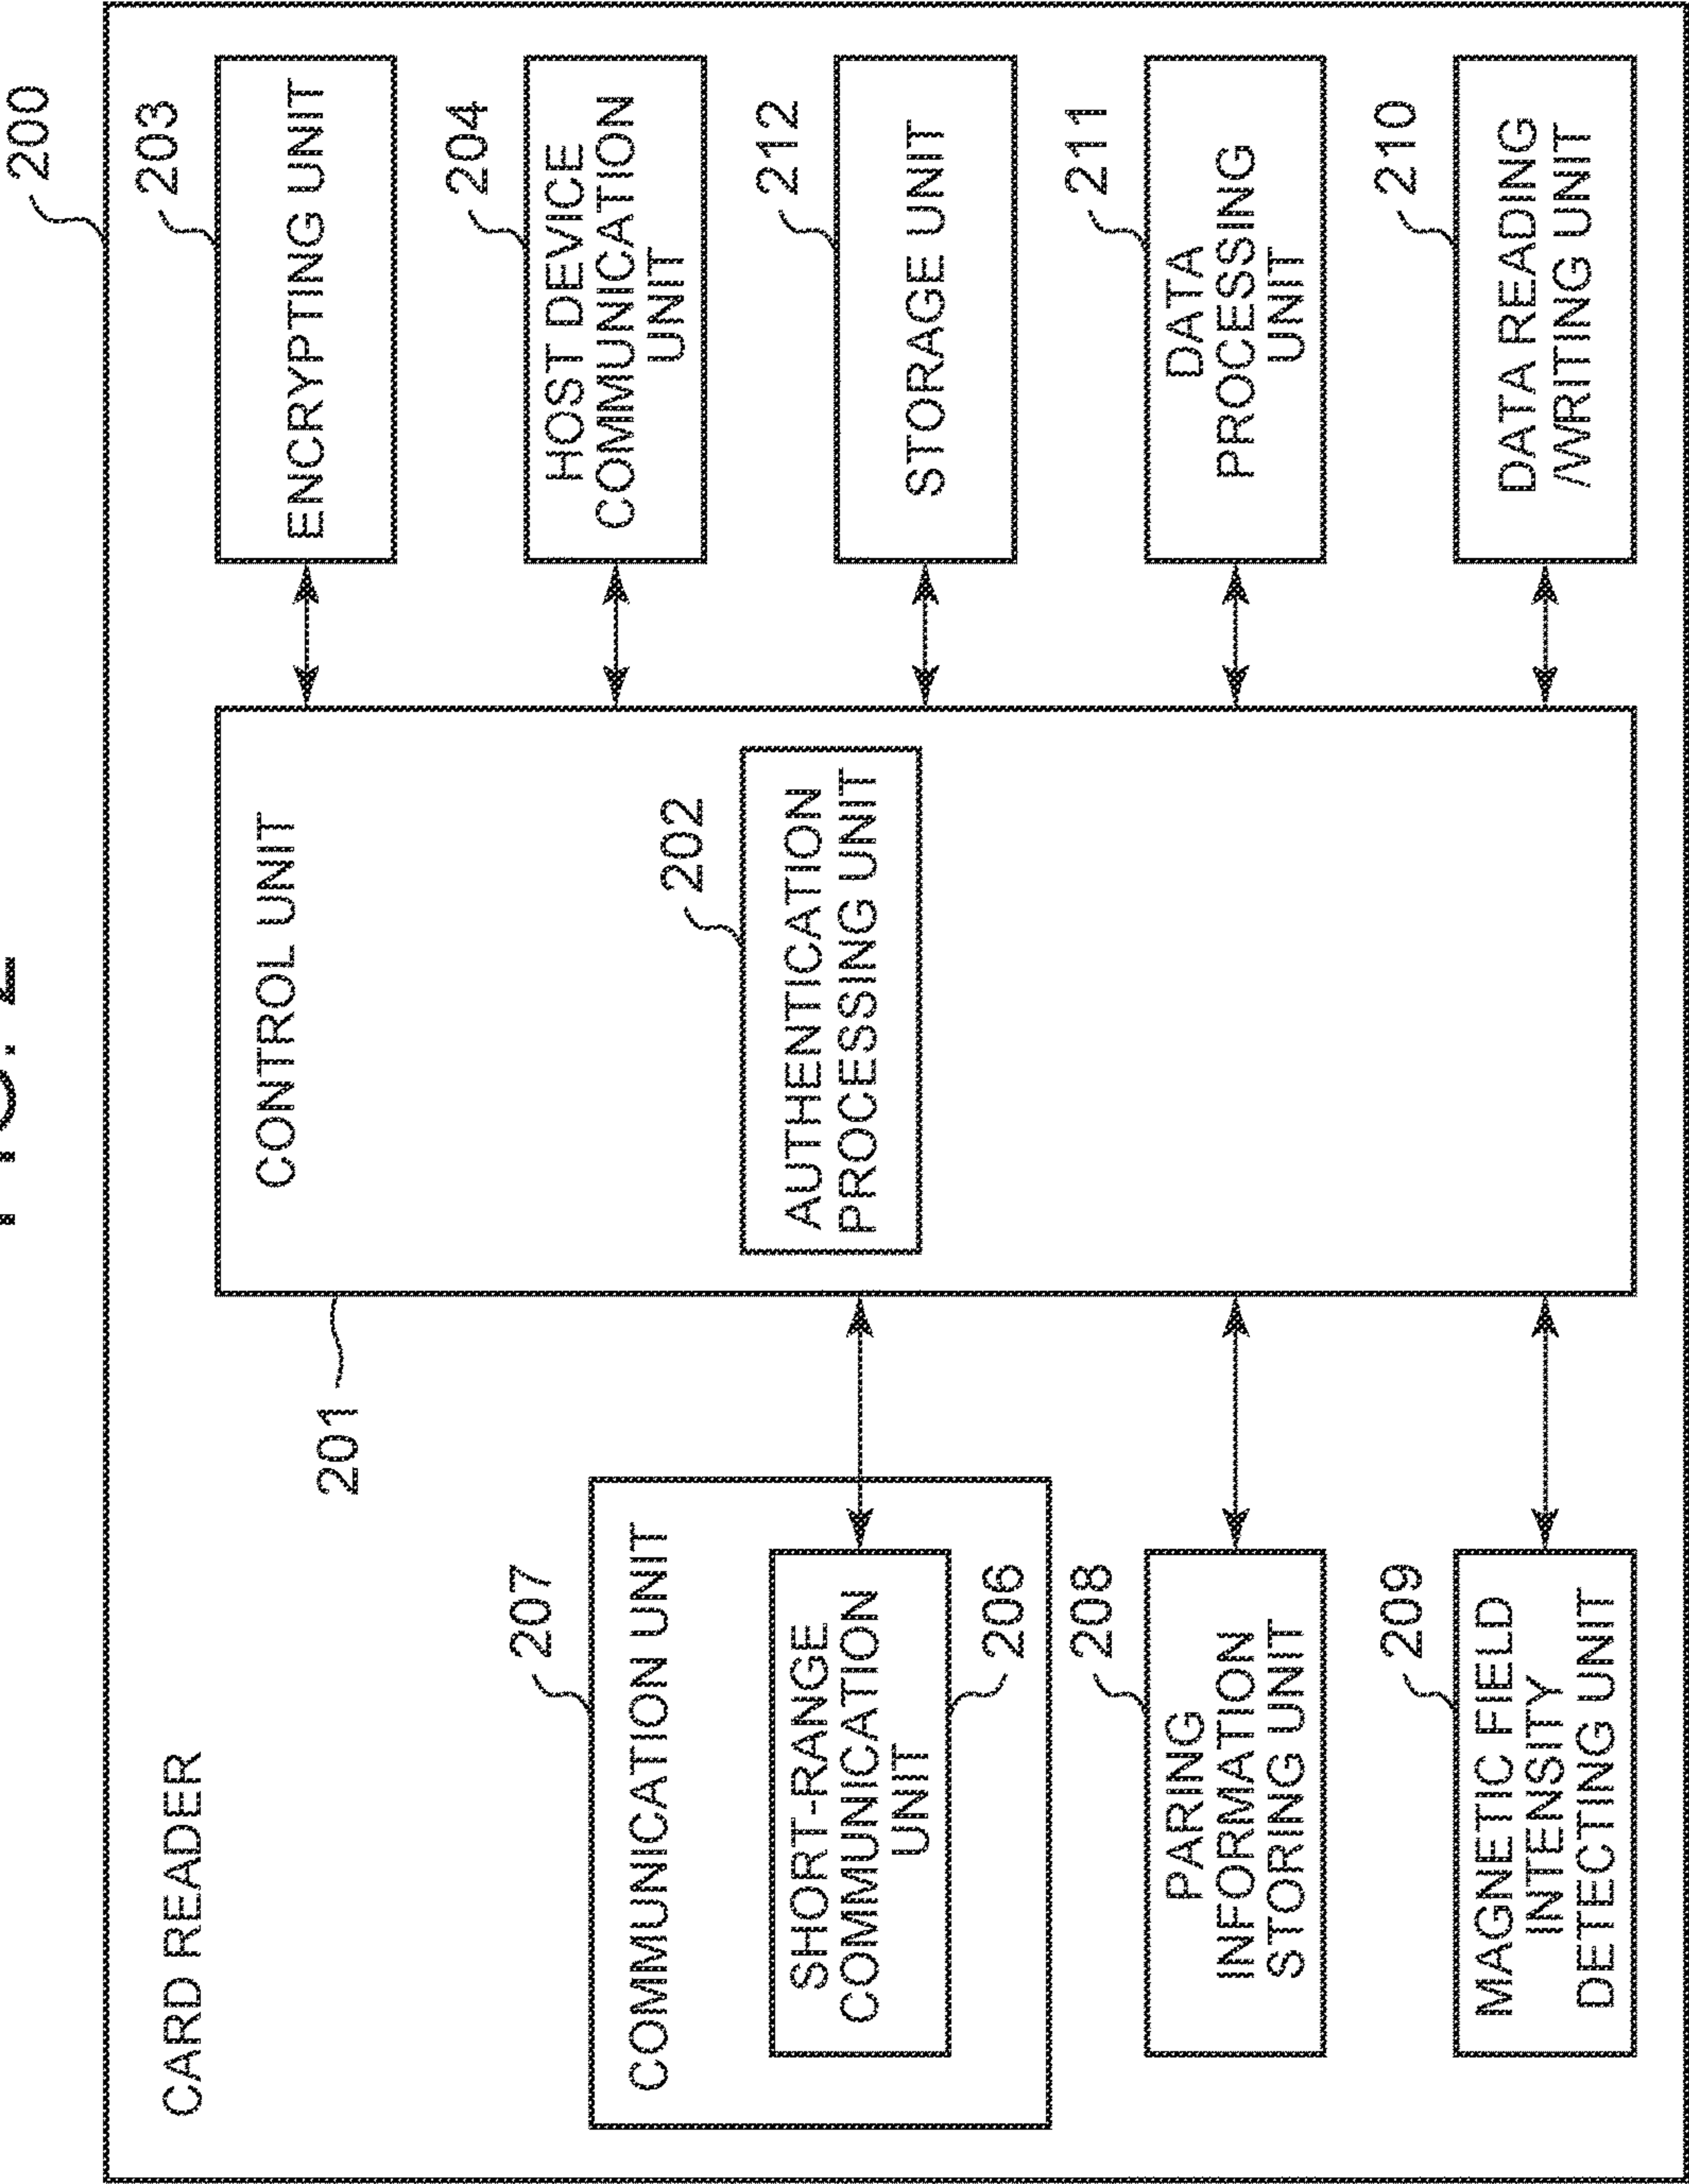 200
CARD READER
201
CONTROL UNIT
202
AUTHENTICATION
PROCESSING UNIT
207
COMMUNICATION UNIT
SHORT-RANGE
COMMUNICATION
UNIT
206
208
PARING
INFORMATION
STORING UNIT
209
MAGNETIC FIELD
INTENSITY
DETECTING UNIT
203
ENCRYPTING UNIT
204
HOST DEVICE
COMMUNICATION
UNIT
212
STORAGE UNIT
211
DATA
PROCESSING
UNIT
210
DATA READING
/WRITING UNIT